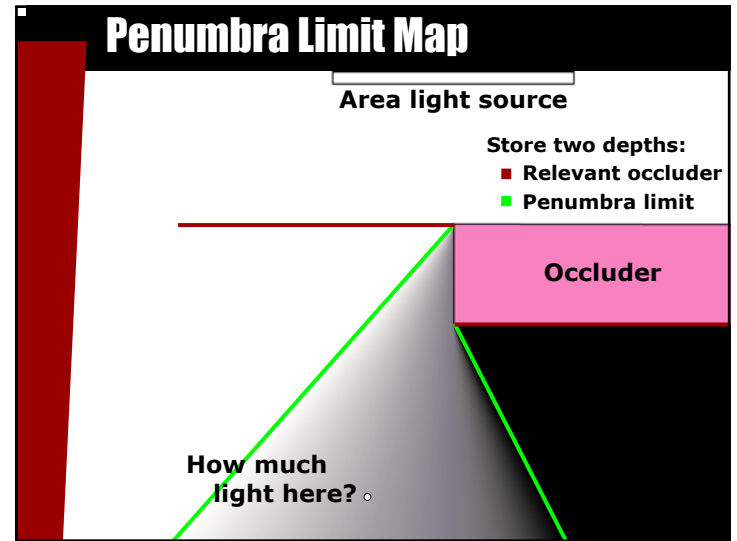 Penumbra Limit Map
Area light source
Store two depths:
Relevant occluder
Penumbra limit
Occluder
How much
light here?